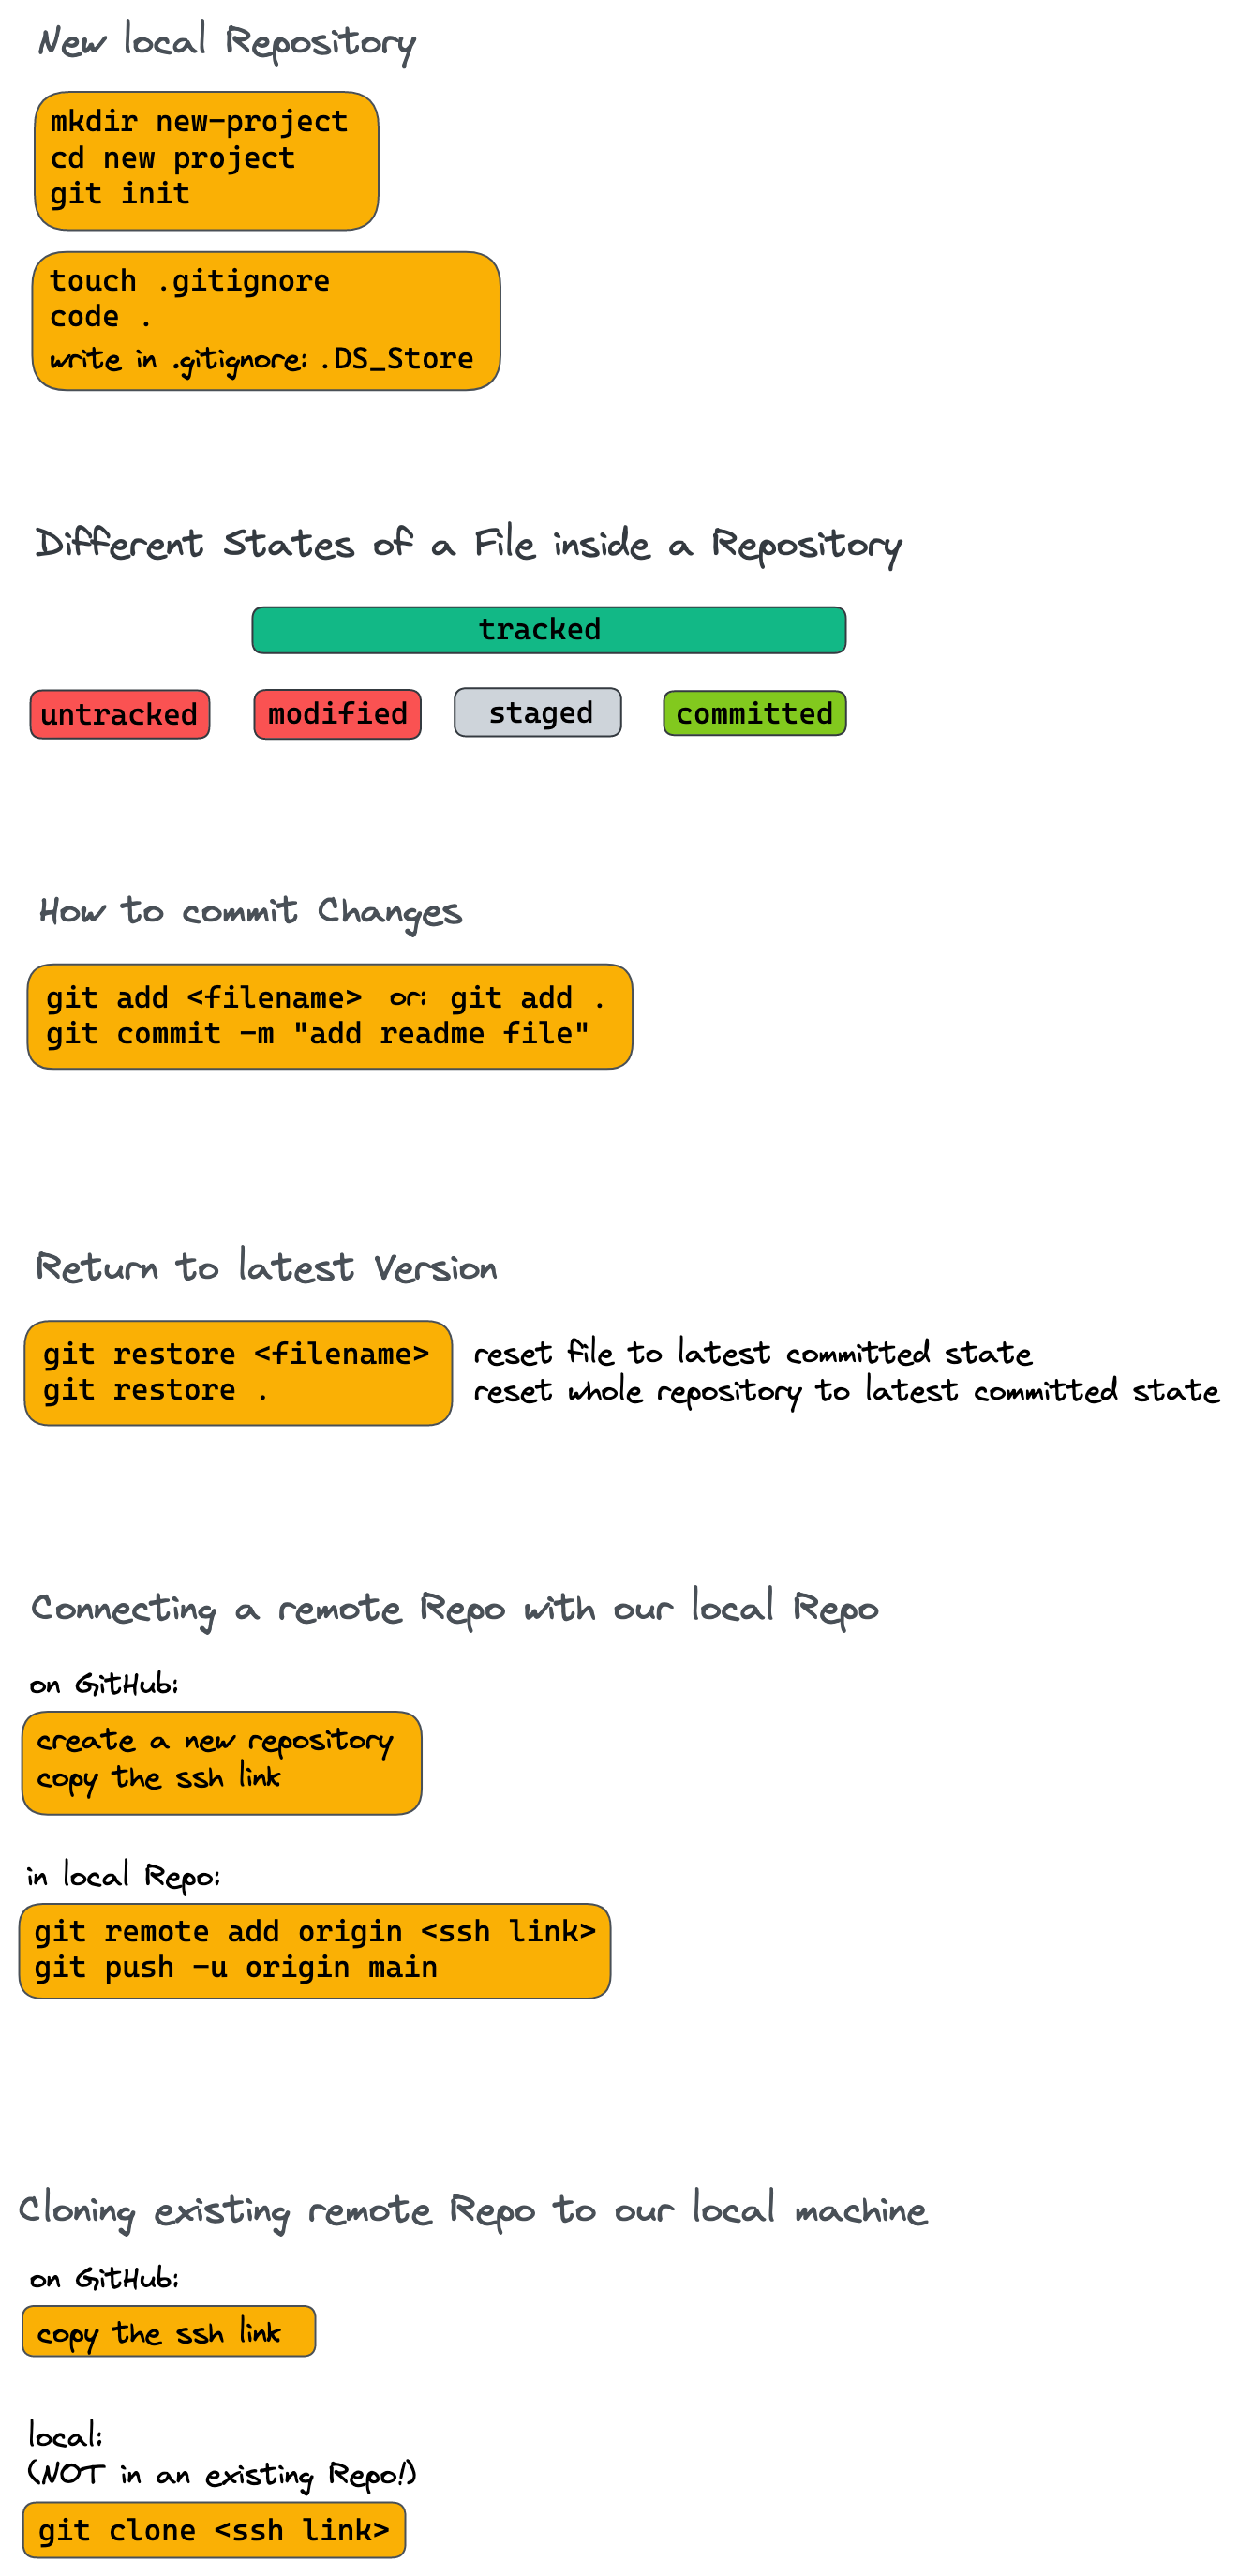 New local Repository
mkdir new-project
cd new project
git init
touch .gitignore
code .
write in .gitignore: .DS_Store
Different States of a File inside a Repository
tracked
untracked modified staged committed
How to commit Changes
git add <filename> or: git add .
git commit -m "add readme file"
Return to latest Version
git restore <filename> reset file to latest committed state
git restore . reset whole repository to latest committed state
Connecting a remote Repo with our local Repo
on GitHub:
create a new repository
copy the ssh link
in local Repo:
git remote add origin <ssh link>
git push -u origin main
Cloning existing remote Repo to our local machine
on GitHub:
copy the ssh link
local:
(NOT in an existing Repo!)
git clone <ssh link>